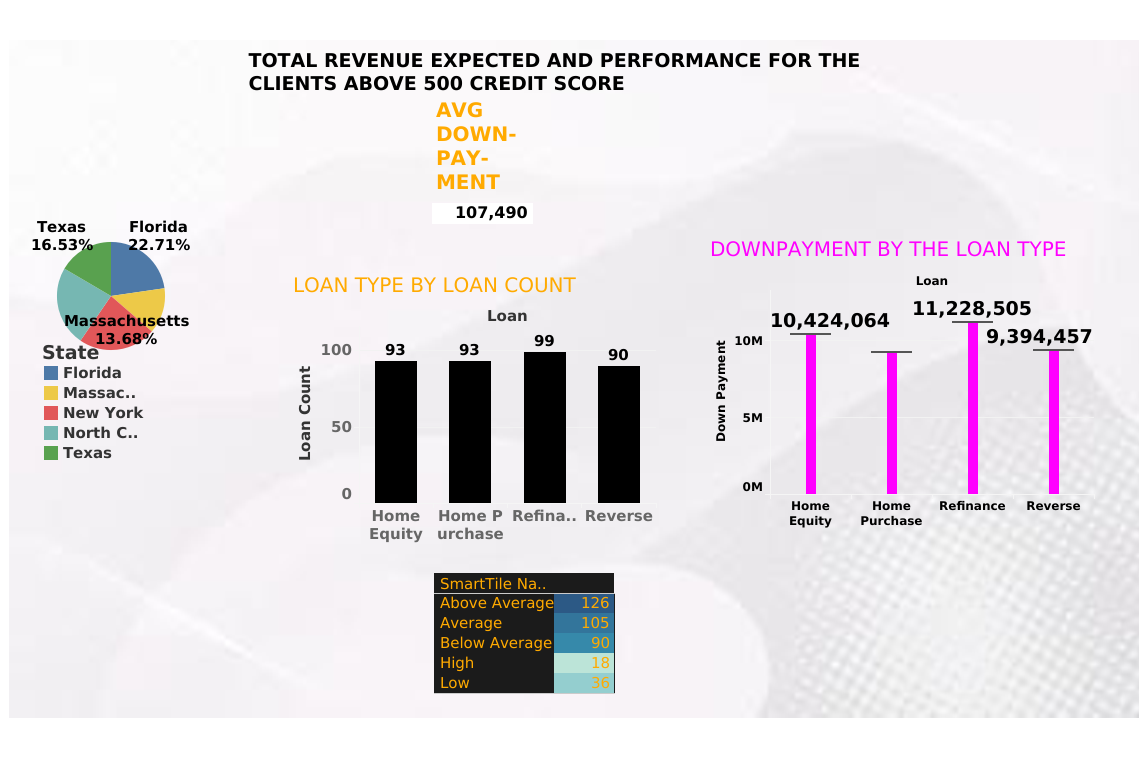 TOTAL REVENUE EXPECTED AND PERFORMANCE FOR THE
CLIENTS ABOVE 500 CREDIT SCORE
AVG
DOWN-
PAY-
MENT
107,490
Texas
16.53%
Florida
22.71%
Massachusetts
13.68%
State
Florida
Massac..
New York
North C..
Texas
LOAN TYPE BY LOAN COUNT
Loan
Loan Count
100
50
0
93
93
99
90
Home
Equity
Home P
urchase
Refina..
Reverse
DOWNPAYMENT BY THE LOAN TYPE
Loan
Down Payment
10M
5M
0M
10,424,064
11,228,505
9,394,457
Home
Equity
Home
Purchase
Refinance
Reverse
SmartTile Na..
Above Average 126
Average 105
Below Average 90
High 18
Low 36